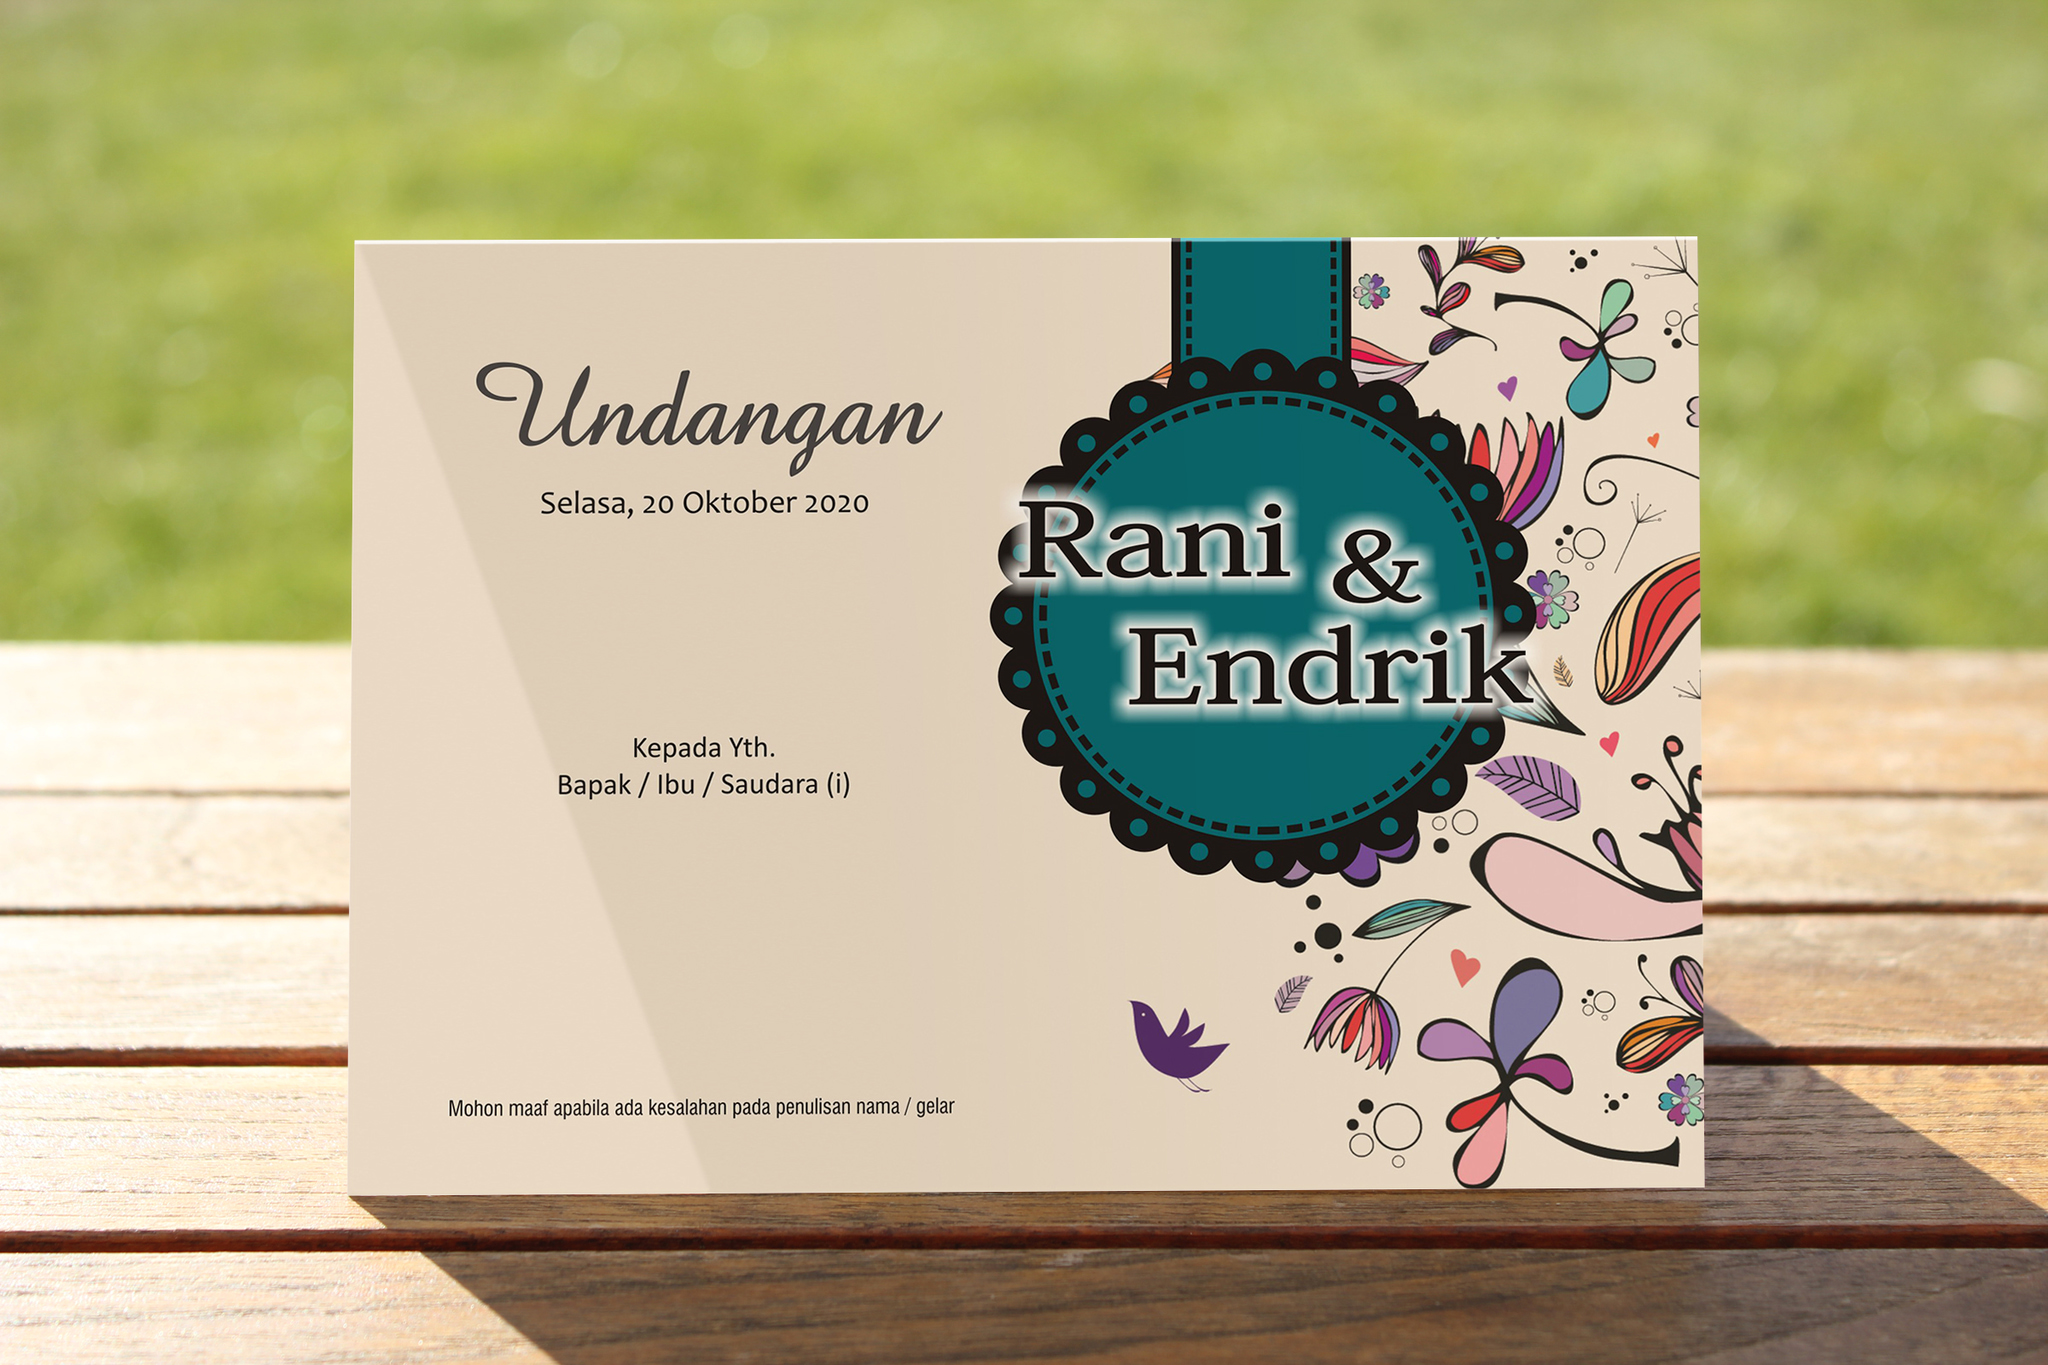 Undangan
Selasa, 20 Oktober 2020
Kepada Yth.
Bapak / Ibu / Saudara (i)
Mohon maaf apabila ada kesalahan pada penulisan nama / gelar
Rani &
Endrik